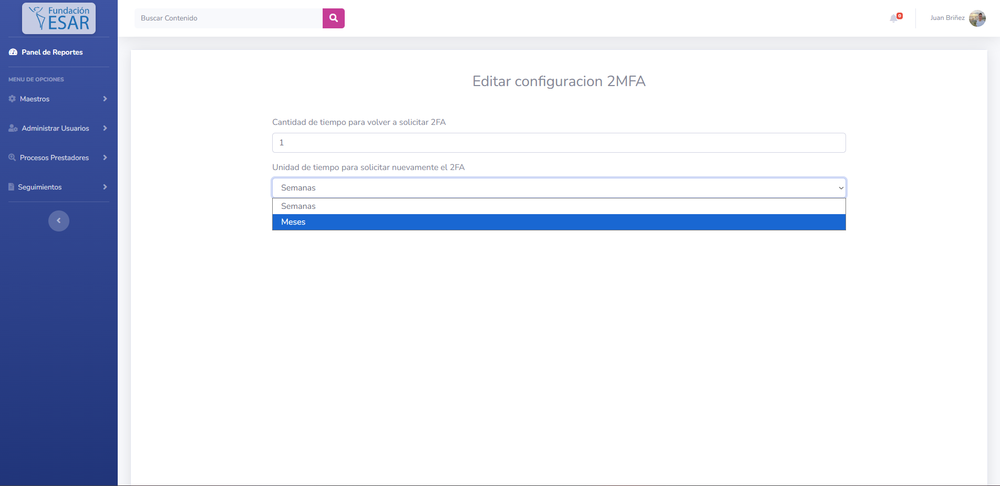 Fundación
ESAR
Buscar Contenido
0
Juan Briñez
Panel de Reportes
MENU DE OPCIONES
Maestros
Administrar Usuarios
Procesos Prestadores
Seguimientos
Editar configuracion 2MFA
Cantidad de tiempo para volver a solicitar 2FA
1
Unidad de tiempo para solicitar nuevamente el 2FA
Semanas
Semanas
Meses